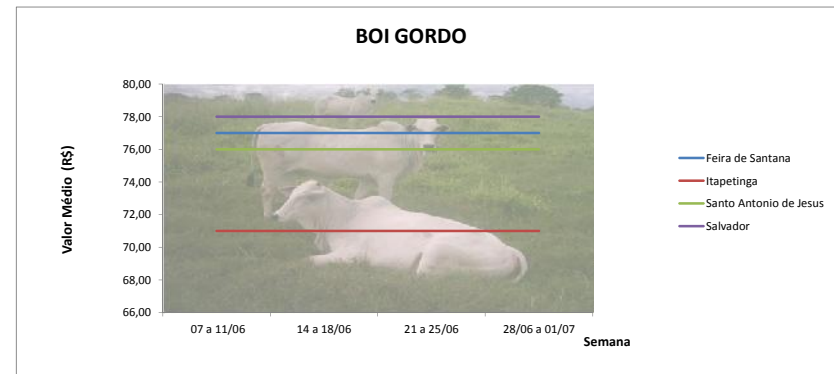 BOI GORDO
Valor Médio (R$)
80,00
78,00
76,00
74,00
72,00
70,00
68,00
66,00
07 a 11/06
14 a 18/06
21 a 25/06
28/06 a 01/07
Semana
Feira de Santana
Itapetinga
Santo Antonio de Jesus
Salvador